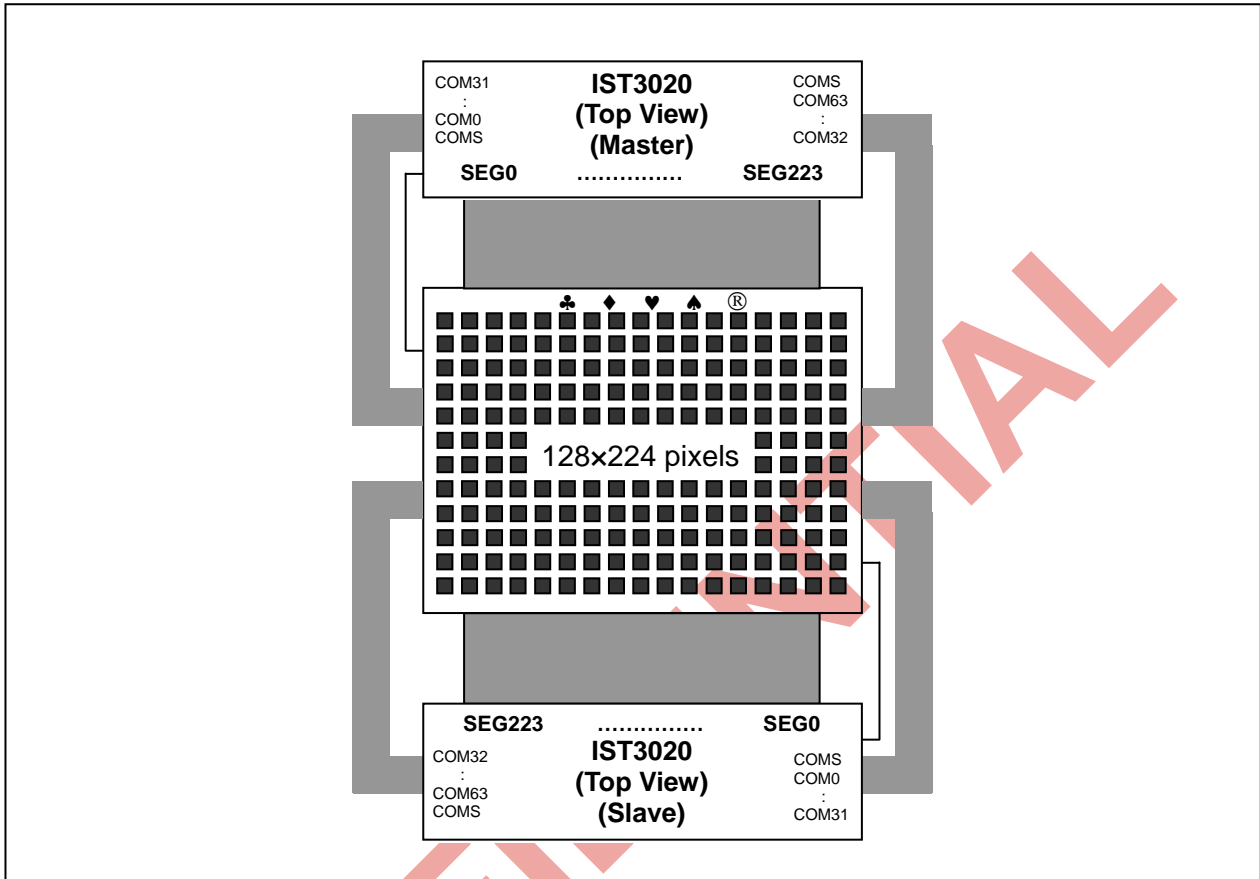 COM31
:
COM0
COMS
IST3020
(Top View)
(Master)
COMS
COM63
:
COM32
SEG0 ............... SEG223
♣ ♦ ♥ ♠ ®
128×224 pixels
SEG223 ............... SEG0
COM32
:
COM63
COMS
IST3020
(Top View)
(Slave)
COMS
COM0
:
COM31